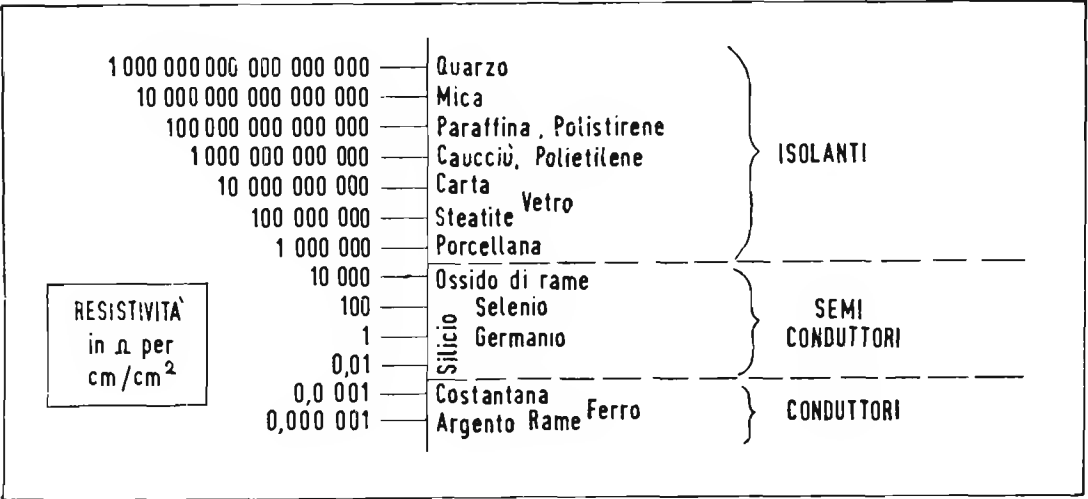 1 000 000 000 000 000 000 Quarzo
10 000 000 000 000 000 Mica
100 000 000 000 000 Paraffina, Polistirene
1 000 000 000 000 Caucciù, Polietilene
ISOLANTI
10 000 000 000 Carta
Vetro
100 000 000 Steatite
1 000 000 Porcellana
10 000 Ossido di rame
100 Selenio
1 Germanio
0,01
Silicio
SEMI
CONDUTTORI
RESISTIVITÀ
in Ω per
cm/cm²
0,0 001 Costantana
0,000 001 Argento Rame Ferro
CONDUTTORI